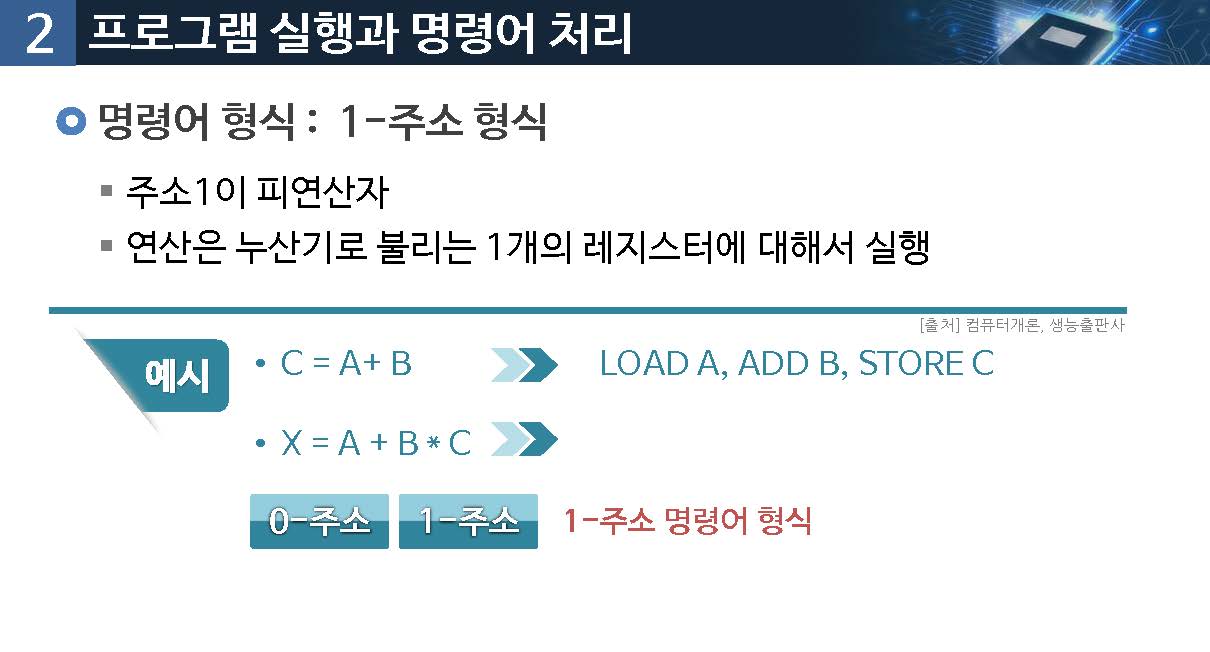 2 프로그램 실행과 명령어 처리
명령어 형식 : 1-주소 형식
▪ 주소1이 피연산자
▪ 연산은 누산기로 불리는 1개의 레지스터에 대해서 실행
[출처] 컴퓨터개론, 생능출판사
예시
• C = A+ B
LOAD A, ADD B, STORE C
• X = A + B * C
0-주소 1-주소 1-주소 명령어 형식